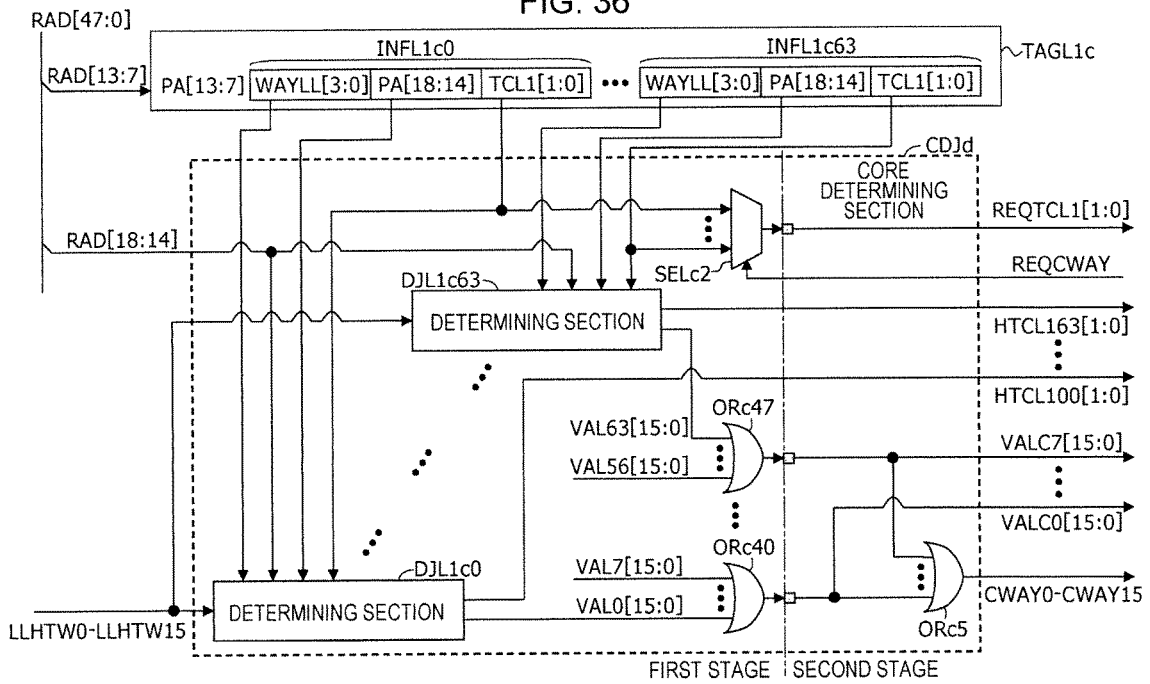 FIG. 36
RAD[47:0]
INFL1c0
INFL1c63
TAGL1c
RAD[13:7]
PA[13:7]
WAYLL[3:0]
PA[18:14]
TCL1[1:0]
WAYLL[3:0]
PA[18:14]
TCL1[1:0]
CDJd
CORE
DETERMINING
SECTION
REQTCL1[1:0]
RAD[18:14]
SELc2
REQCWAY
DJL1c63
DETERMINING SECTION
HTCL163[1:0]
HTCL100[1:0]
ORc47
VAL63[15:0]
VALC7[15:0]
VAL56[15:0]
VALC0[15:0]
ORc40
DJL1c0
VAL7[15:0]
DETERMINING SECTION
VAL0[15:0]
CWAY0-CWAY15
LLHTW0-LLHTW15
ORc5
FIRST STAGE
SECOND STAGE